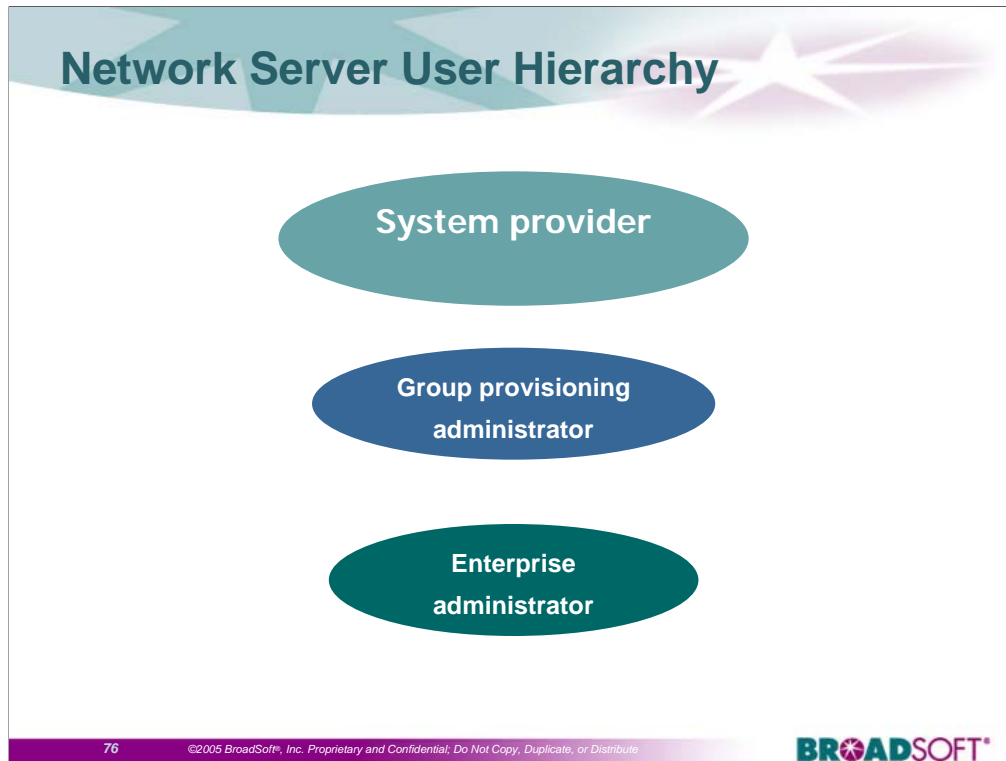 Network Server User Hierarchy
System provider
Group provisioning
administrator
Enterprise
administrator
76 ©2005 BroadSoft®, Inc. Proprietary and Confidential; Do Not Copy, Duplicate, or Distribute
BROADSOFT®